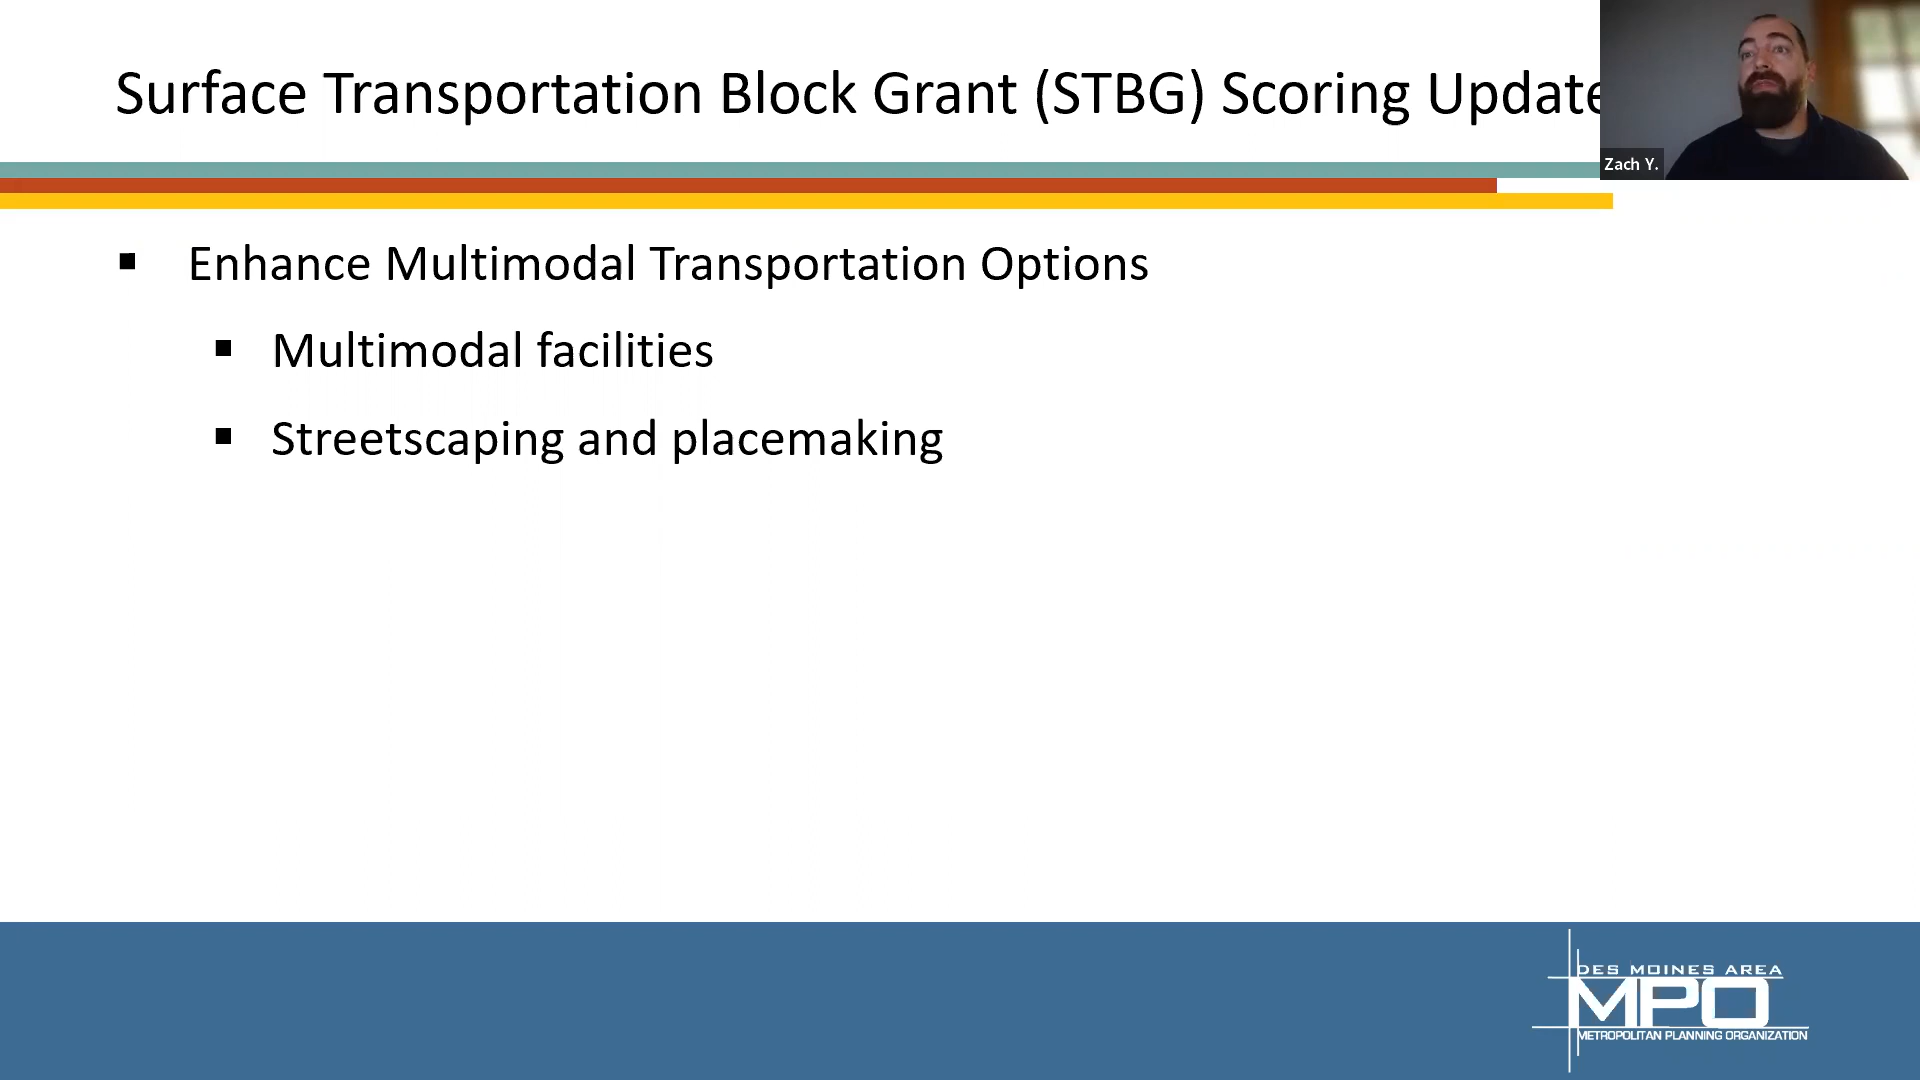 Surface Transportation Block Grant (STBG) Scoring Update
Zach Y.
Enhance Multimodal Transportation Options
Multimodal facilities
Streetscaping and placemaking
DES MOINES AREA
MPO
METROPOLITAN PLANNING ORGANIZATION